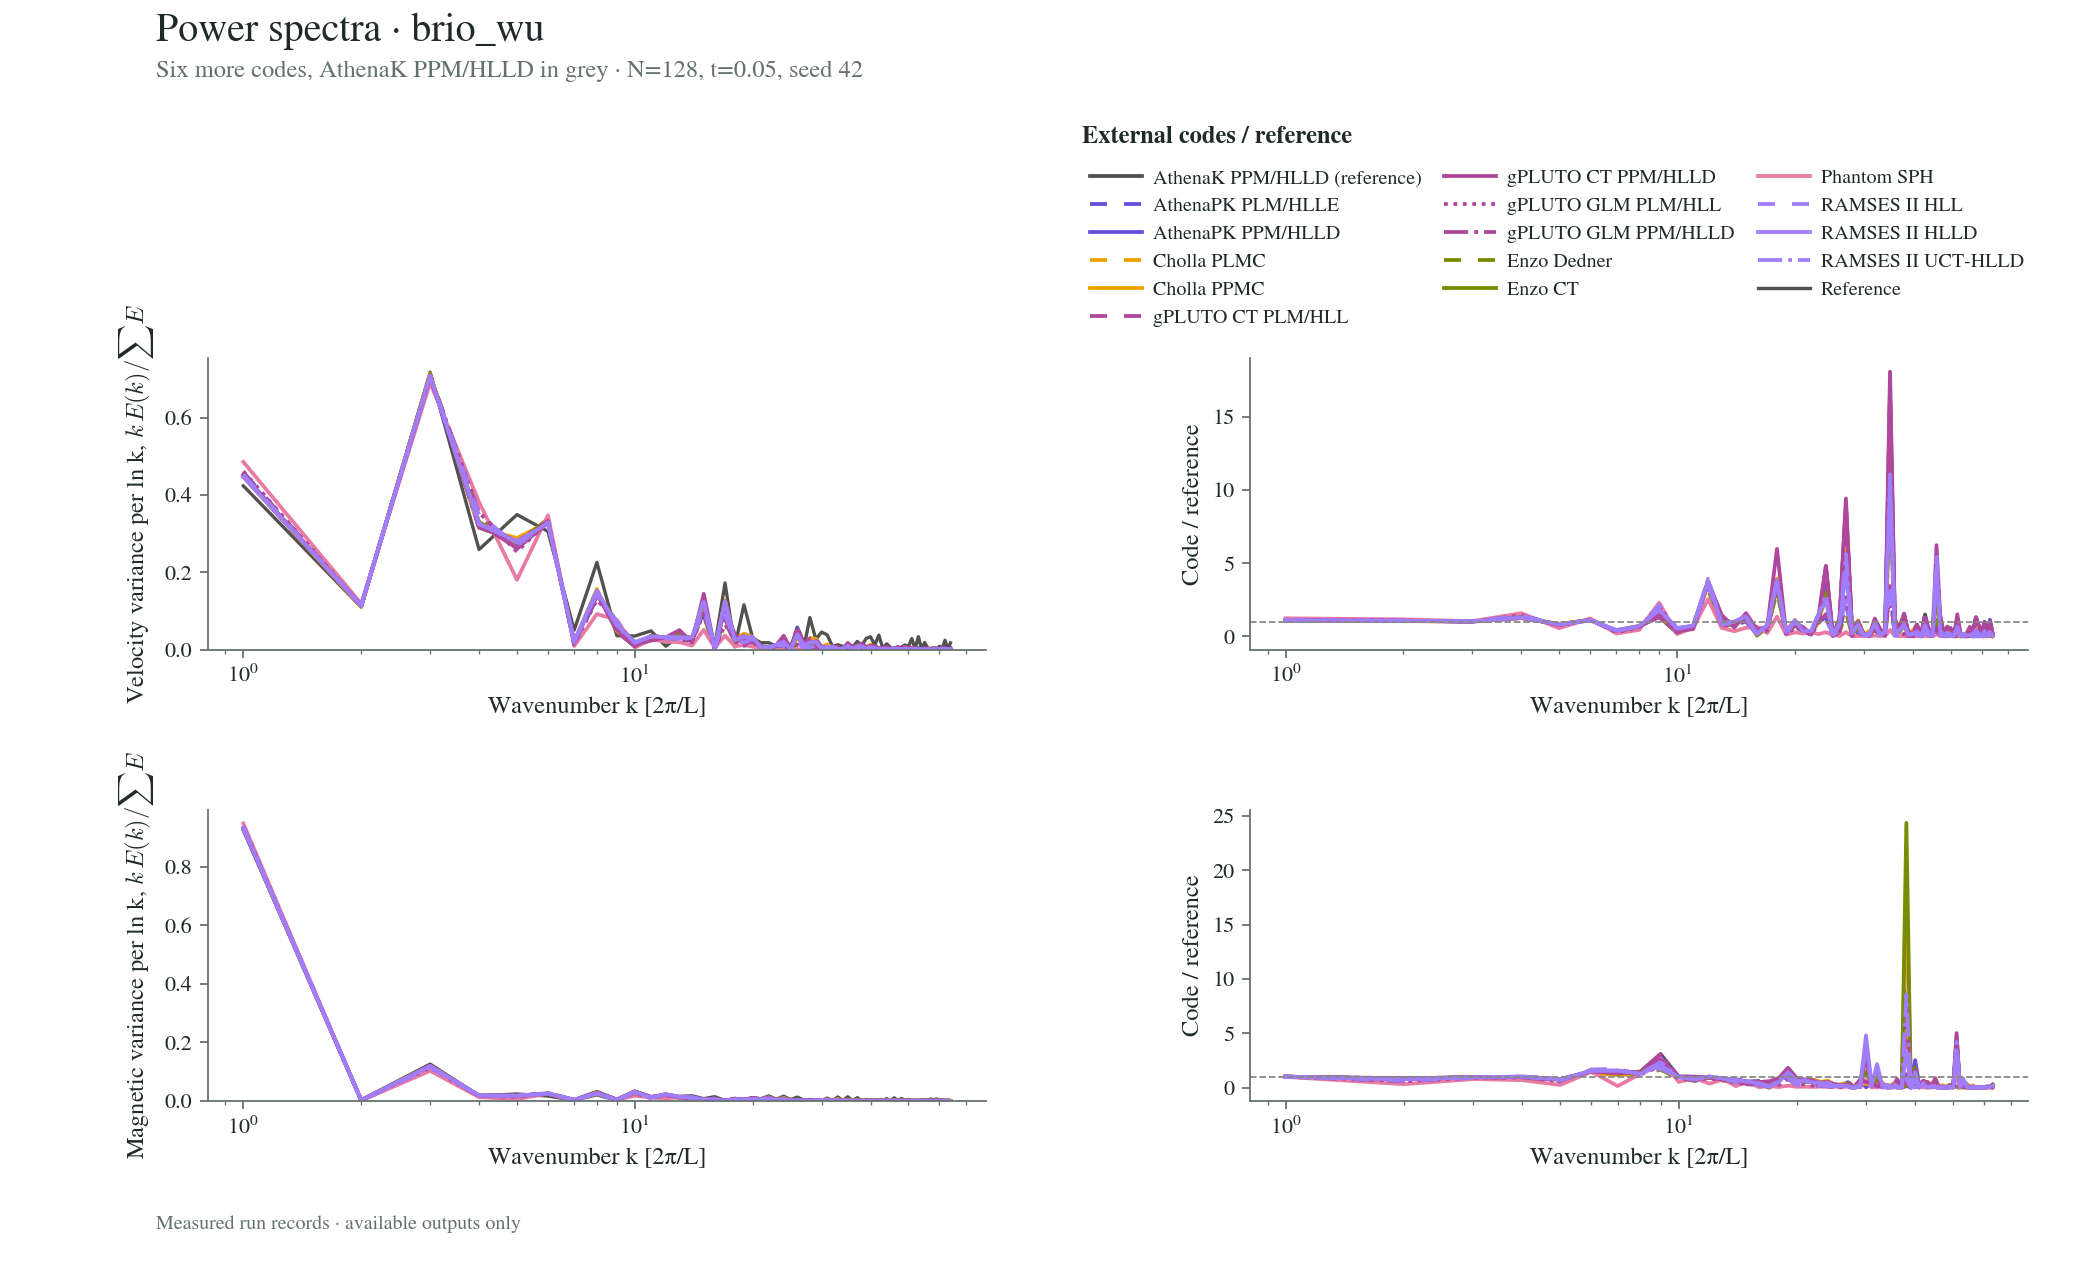 Power spectra · brio_wu
Six more codes, AthenaK PPM/HLLD in grey · N=128, t=0.05, seed 42
External codes / reference
AthenaK PPM/HLLD (reference)
AthenaPK PLM/HLLE
AthenaPK PPM/HLLD
Cholla PLMC
Cholla PPMC
gPLUTO CT PLM/HLL
gPLUTO CT PPM/HLLD
gPLUTO GLM PLM/HLL
gPLUTO GLM PPM/HLLD
Enzo Dedner
Enzo CT
Phantom SPH
RAMSES II HLL
RAMSES II HLLD
RAMSES II UCT-HLLD
Reference
Velocity variance per ln k, k E(k)/∑E
0.6
0.4
0.2
0.0
10⁰
10¹
Wavenumber k [2π/L]
Code / reference
15
10
5
0
10⁰
10¹
Wavenumber k [2π/L]
Magnetic variance per ln k, k E(k)/∑E
0.8
0.6
0.4
0.2
0.0
10⁰
10¹
Wavenumber k [2π/L]
Code / reference
25
20
15
10
5
0
10⁰
10¹
Wavenumber k [2π/L]
Measured run records · available outputs only